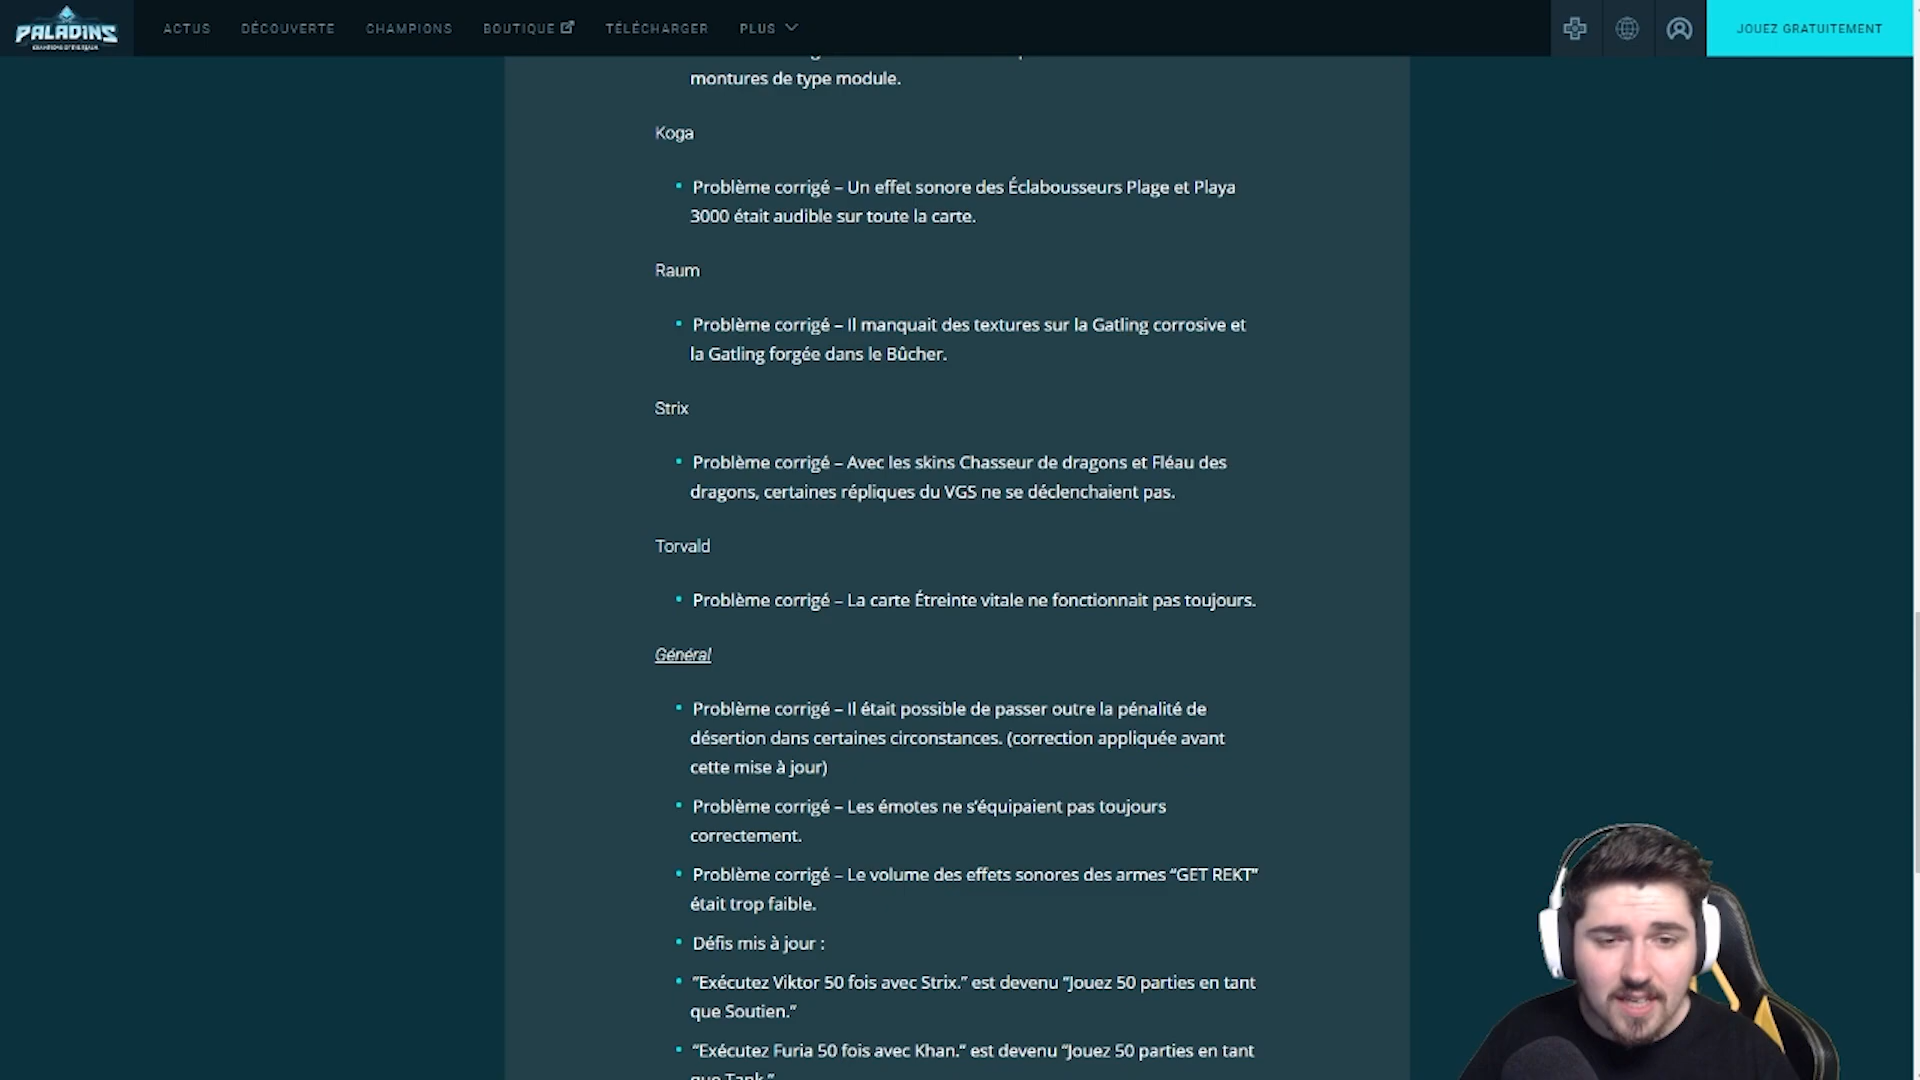 PALADINS
CHAMPIONS OF THE REALM
ACTUS
DÉCOUVERTE
CHAMPIONS
BOUTIQUE
TÉLÉCHARGER
PLUS
JOUEZ GRATUITEMENT
montures de type module.
Koga
Problème corrigé – Un effet sonore des Éclabousseurs Plage et Playa
3000 était audible sur toute la carte.
Raum
Problème corrigé – Il manquait des textures sur la Gatling corrosive et
la Gatling forgée dans le Bûcher.
Strix
Problème corrigé – Avec les skins Chasseur de dragons et Fléau des
dragons, certaines répliques du VGS ne se déclenchaient pas.
Torvald
Problème corrigé – La carte Étreinte vitale ne fonctionnait pas toujours.
Général
Problème corrigé – Il était possible de passer outre la pénalité de
désertion dans certaines circonstances. (correction appliquée avant
cette mise à jour)
Problème corrigé – Les émotes ne s’équipaient pas toujours
correctement.
Problème corrigé – Le volume des effets sonores des armes “GET REKT”
était trop faible.
Défis mis à jour :
”Exécutez Viktor 50 fois avec Strix.” est devenu “Jouez 50 parties en tant
que Soutien.”
“Exécutez Furia 50 fois avec Khan.“ est devenu “Jouez 50 parties en tant
que Tank.”